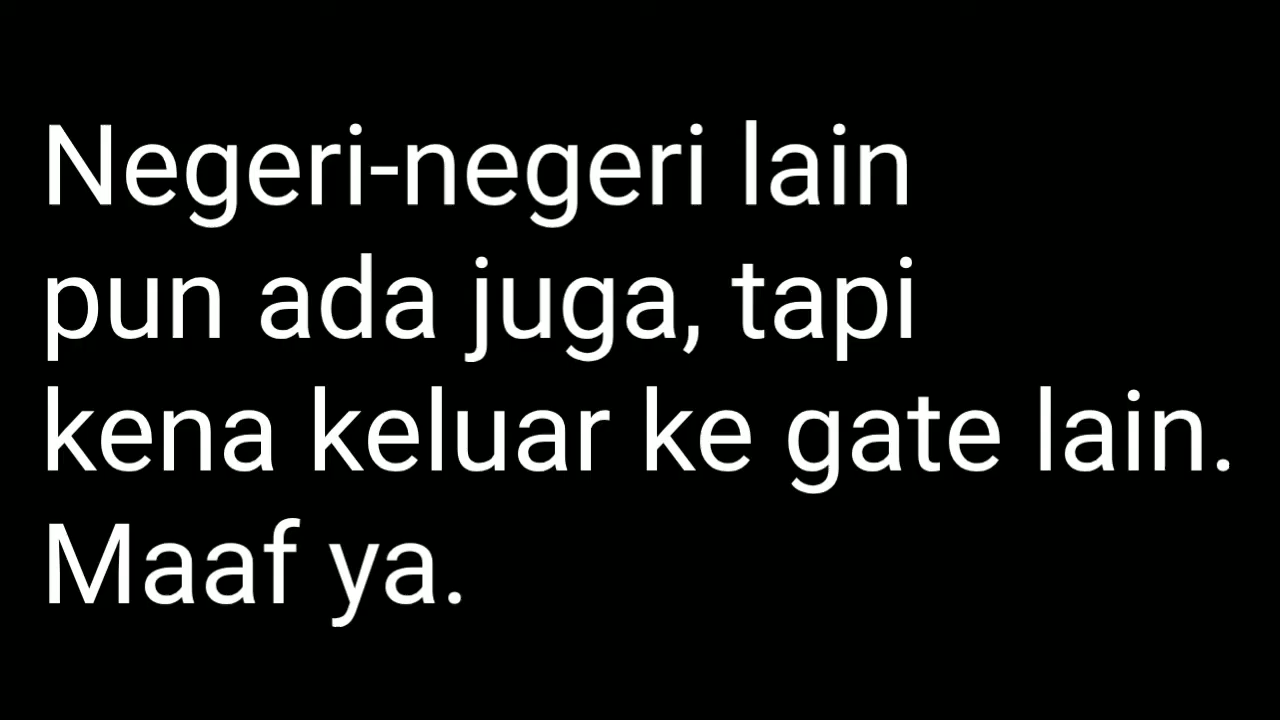 Negeri-negeri lain
pun ada juga, tapi
kena keluar ke gate lain.
Maaf ya.